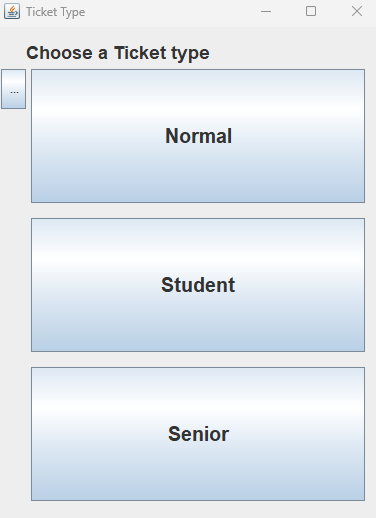 Ticket Type
Choose a Ticket type
...
Normal
Student
Senior